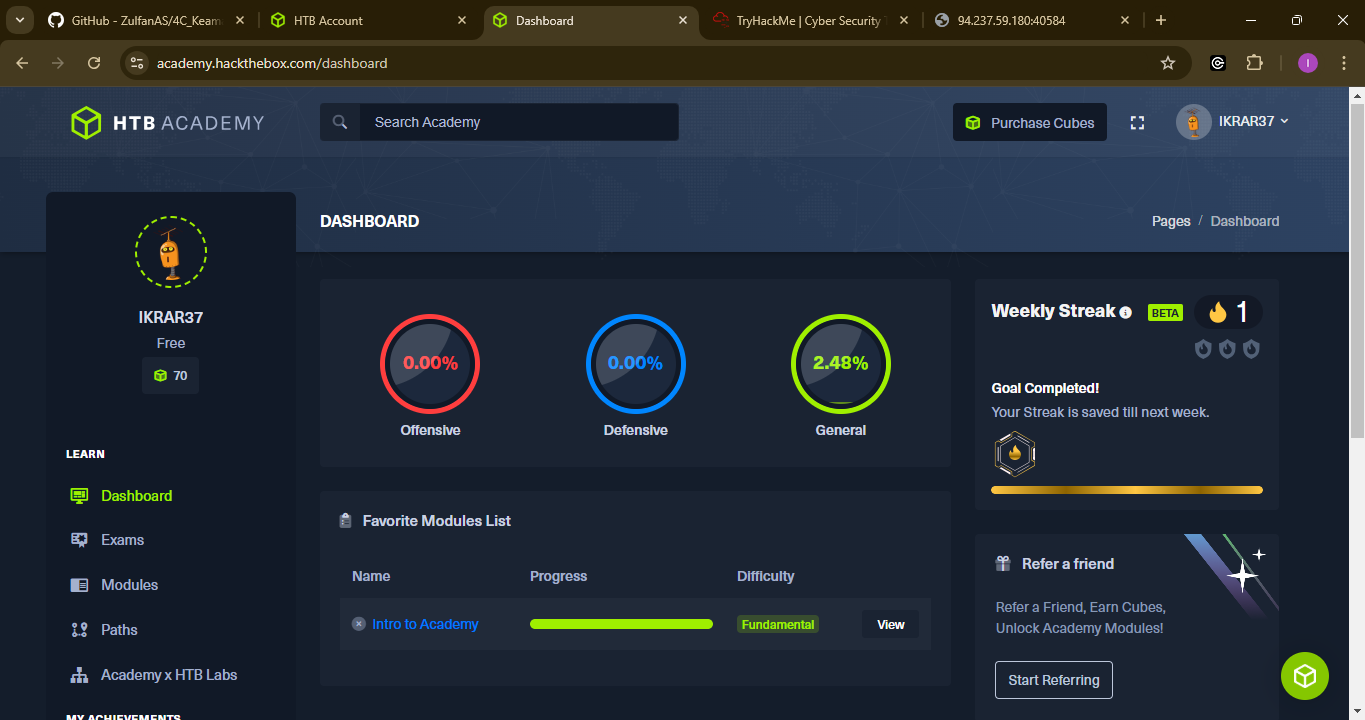 GitHub - ZulfanAS/4C_Keam
HTB Account
Dashboard
TryHackMe | Cyber Security T
94.237.59.180:40584
academy.hackthebox.com/dashboard
I
HTB ACADEMY
Search Academy
Purchase Cubes
IKRAR37
DASHBOARD
Pages / Dashboard
IKRAR37
Free
70
LEARN
Dashboard
Exams
Modules
Paths
Academy x HTB Labs
MY ACHIEVEMENTS
0.00%
Offensive
0.00%
Defensive
2.48%
General
Favorite Modules List
Name Progress Difficulty
Intro to Academy Fundamental View
Weekly Streak BETA 1
Goal Completed!
Your Streak is saved till next week.
Refer a friend
Refer a Friend, Earn Cubes,
Unlock Academy Modules!
Start Referring